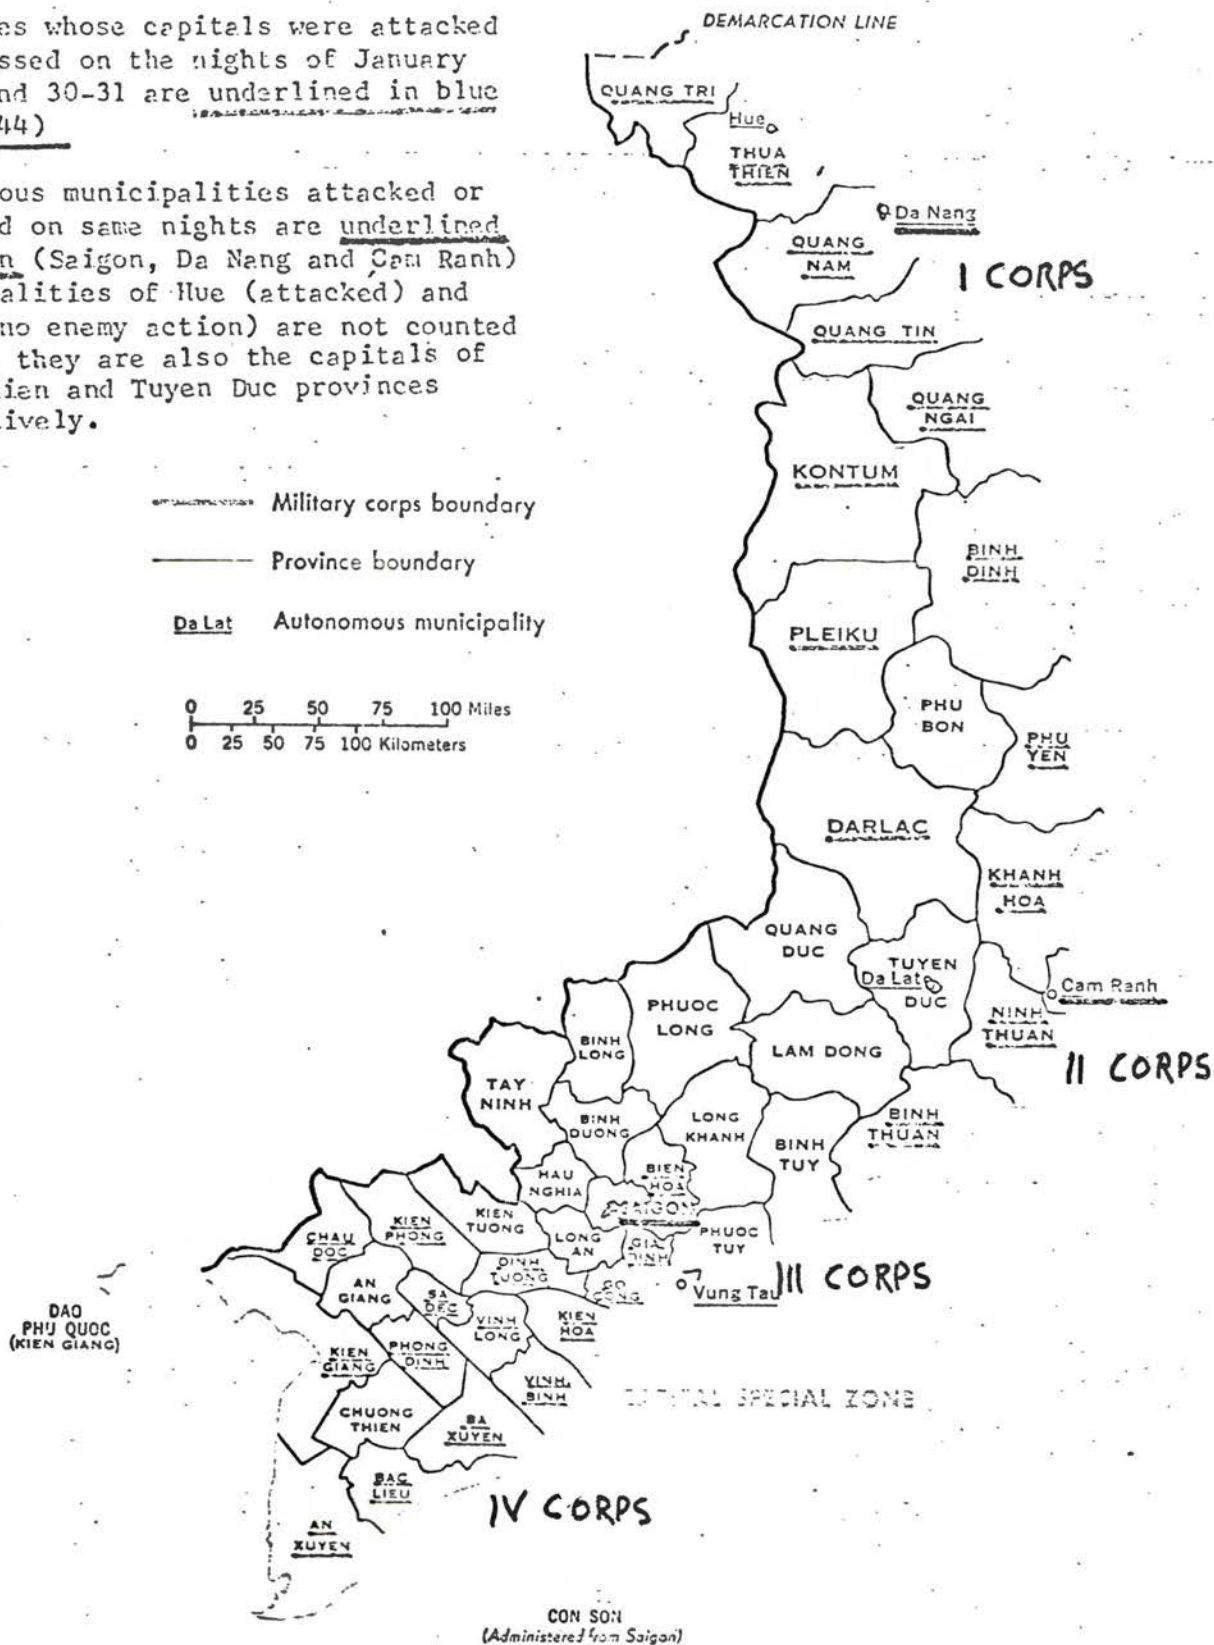 es whose capitals were attacked
ssed on the nights of January
nd 30-31 are underlined in blue
44)
ous municipalities attacked or
d on same nights are underlined
n (Saigon, Da Nang and Cam Ranh)
alities of Hue (attacked) and
no enemy action) are not counted
they are also the capitals of
ien and Tuyen Duc provinces
ively.
Military corps boundary
Province boundary
Da Lat Autonomous municipality
0 25 50 75 100 Miles
0 25 50 75 100 Kilometers
DEMARCATION LINE
QUANG TRI
Hue
THUA
THIEN
Da Nang
QUANG
NAM
I CORPS
QUANG TIN
QUANG
NGAI
KONTUM
BINH
DINH
PLEIKU
PHU
BON
PHU
YEN
DARLAC
KHANH
HOA
QUANG
DUC
TUYEN
Da Lat
DUC
Cam Ranh
NINH
THUAN
PHUOC
LONG
BINH
LONG
LAM DONG
II CORPS
TAY
NINH
BINH
DUONG
LONG
KHANH
BINH
TUY
BINH
THUAN
HAU
NGHIA
BIEN
HOA
SAIGON
KIEN
TUONG
LONG
AN
GIA
DINH
PHUOC
TUY
KIEN
PHONG
CHAU
DOC
DINH
TUONG
GO
CONG
Vung Tau
III CORPS
AN
GIANG
SA
DEC
VINH
LONG
KIEN
HOA
DAO
PHU QUOC
(KIEN GIANG)
KIEN
GIANG
PHONG
DINH
VINH
BINH
SPECIAL ZONE
CHUONG
THIEN
BA
XUYEN
BAC
LIEU
IV CORPS
AN
XUYEN
CON SON
(Administered from Saigon)